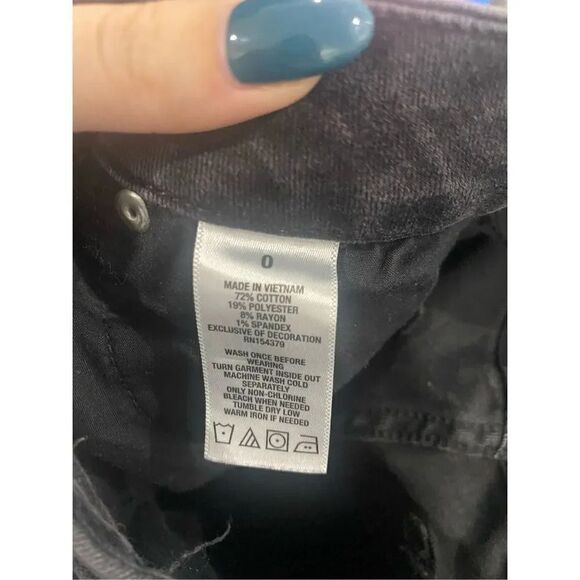 0
MADE IN VIETNAM
72% COTTON
19% POLYESTER
8% RAYON
1% SPANDEX
EXCLUSIVE OF DECORATION
RN154379
WASH ONCE BEFORE
WEARING
TURN GARMENT INSIDE OUT
MACHINE WASH COLD
SEPARATELY
ONLY NON-CHLORINE
BLEACH WHEN NEEDED
TUMBLE DRY LOW
WARM IRON IF NEEDED